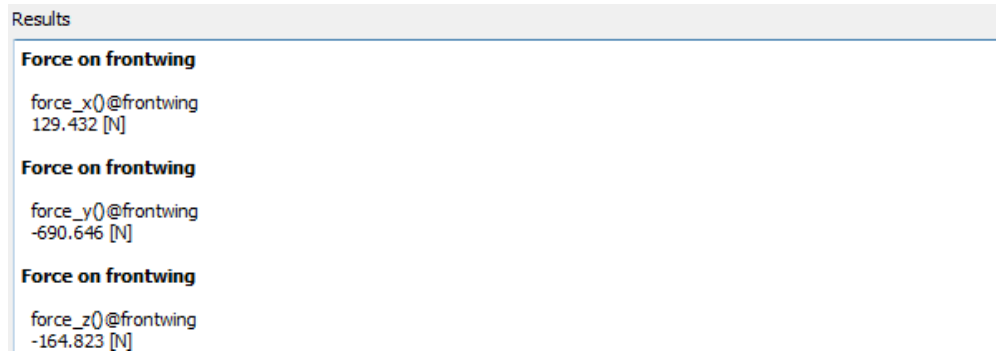 Results
Force on frontwing
force_x()@frontwing
129.432 [N]
Force on frontwing
force_y()@frontwing
-690.646 [N]
Force on frontwing
force_z()@frontwing
-164.823 [N]